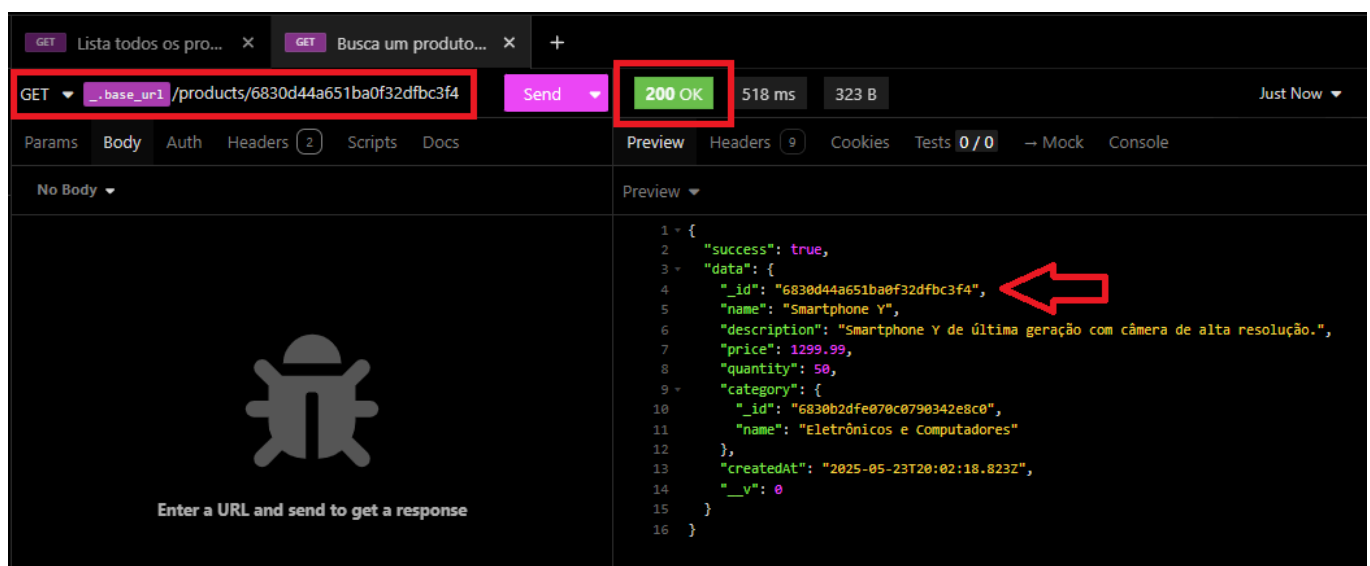 GET Lista todos os pro... × GET Busca um produto... × +
GET _.base_url /products/6830d44a651ba0f32dfbc3f4 Send 200 OK 518 ms 323 B Just Now
Params Body Auth Headers 2 Scripts Docs Preview Headers 9 Cookies Tests 0 / 0 → Mock Console
No Body Preview
1 {
2 "success": true,
3 "data": {
4 "_id": "6830d44a651ba0f32dfbc3f4",
5 "name": "Smartphone Y",
6 "description": "Smartphone Y de última geração com câmera de alta resolução.",
7 "price": 1299.99,
8 "quantity": 50,
9 "category": {
10 "_id": "6830b2dfe070c0790342e8c0",
11 "name": "Eletrônicos e Computadores"
12 },
13 "createdAt": "2025-05-23T20:02:18.823Z",
14 "__v": 0
15 }
16 }
Enter a URL and send to get a response